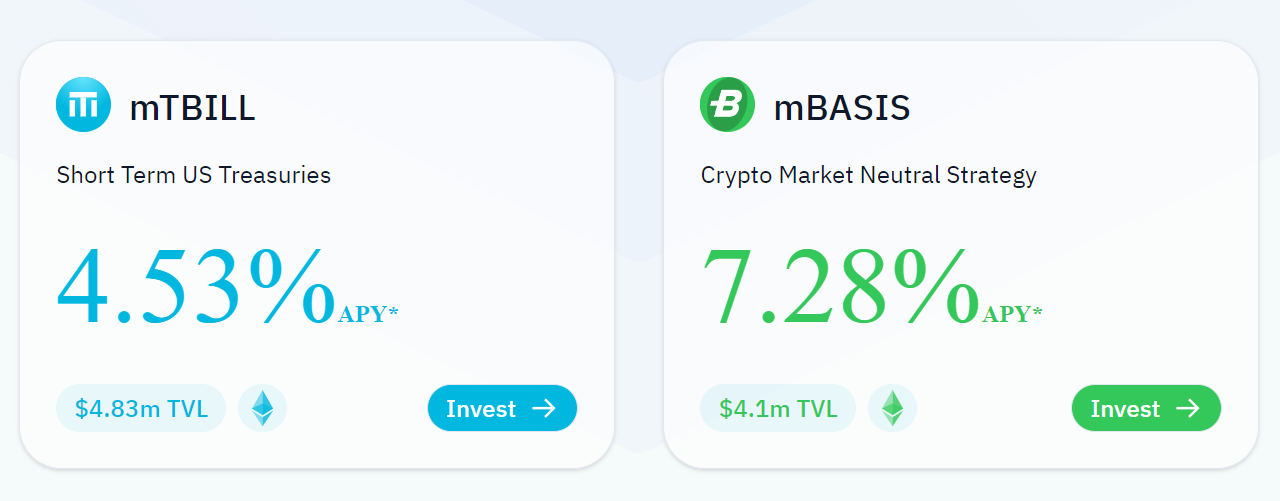 mTBILL
Short Term US Treasuries
4.53% APY*
$4.83m TVL
Invest →
mBASIS
Crypto Market Neutral Strategy
7.28% APY*
$4.1m TVL
Invest →